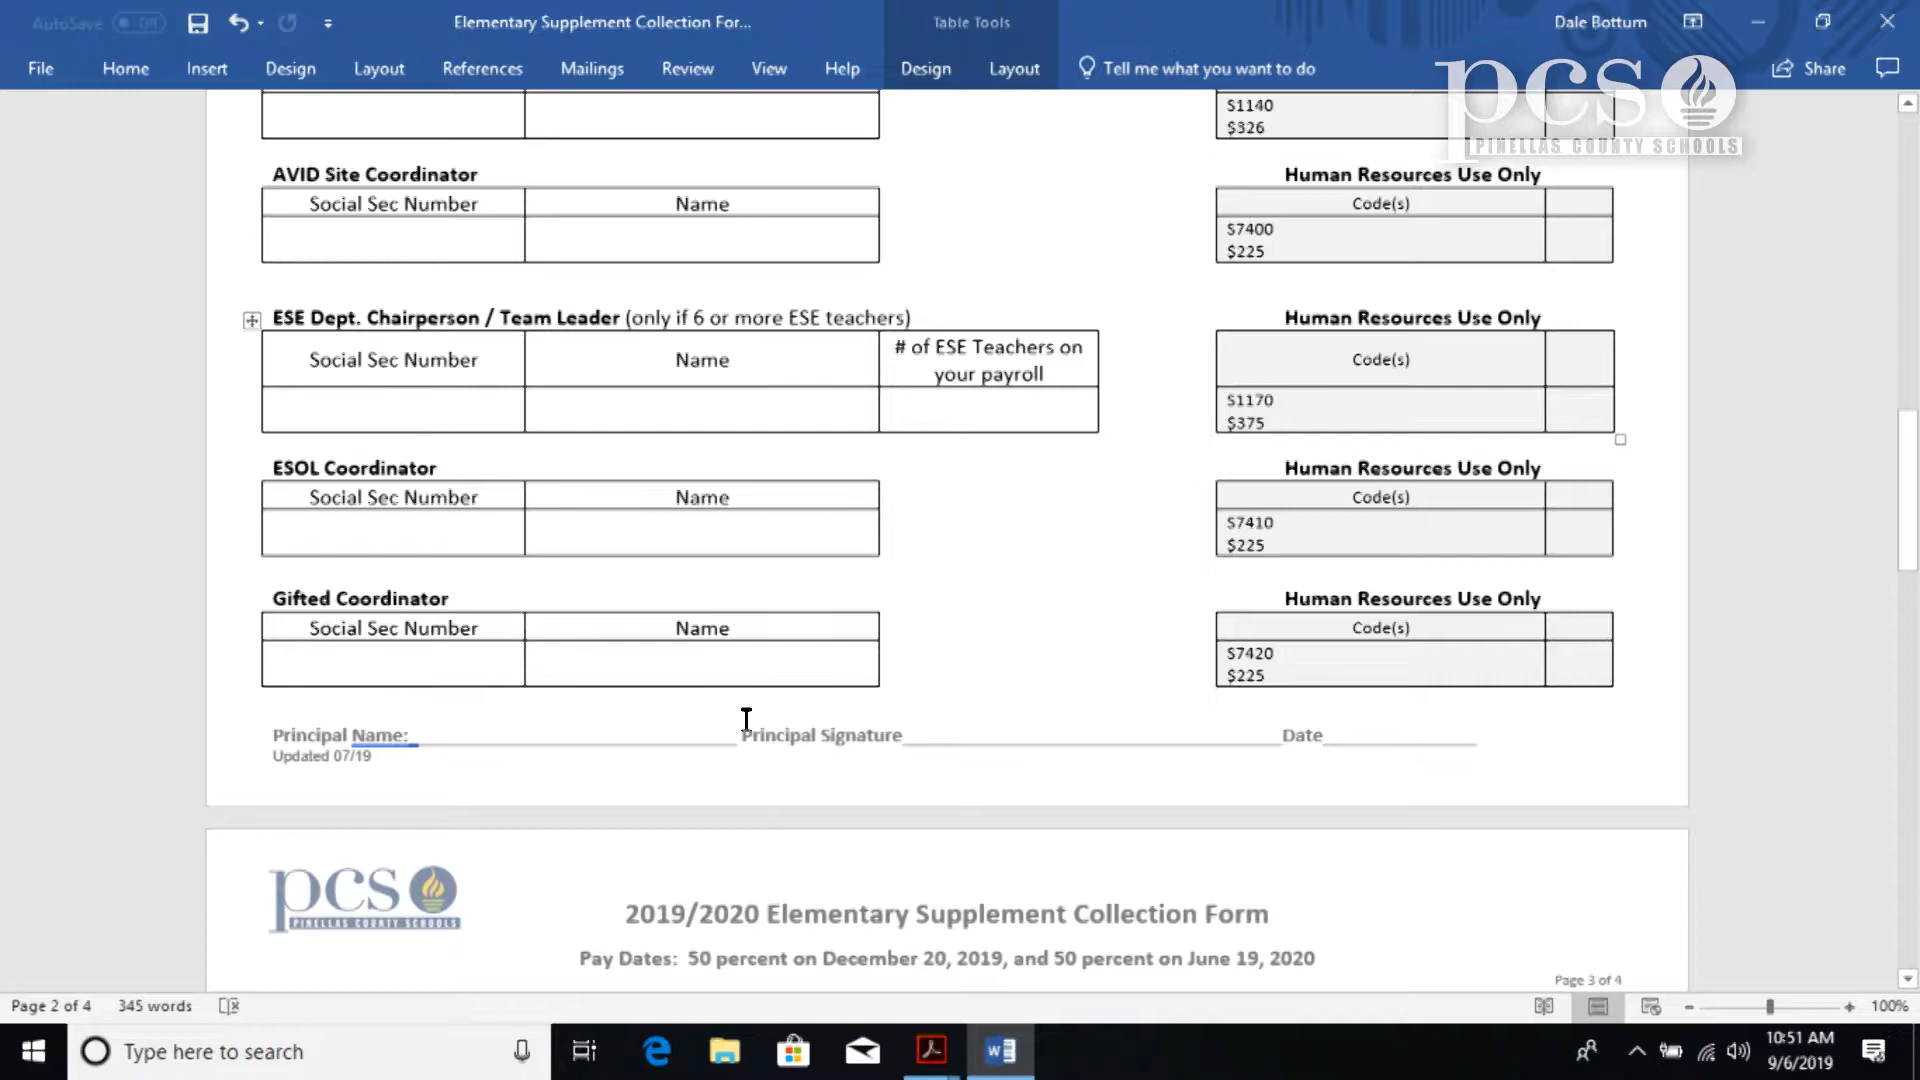 AutoSave Off
Elementary Supplement Collection For...
Table Tools
Dale Bottum
File Home Insert Design Layout References Mailings Review View Help Design Layout Tell me what you want to do Share
pcs
PINELLAS COUNTY SCHOOLS
$1140
$326
AVID Site Coordinator
Human Resources Use Only
Social Sec Number Name
Code(s)
S7400
$225
ESE Dept. Chairperson / Team Leader (only if 6 or more ESE teachers)
Human Resources Use Only
Social Sec Number Name # of ESE Teachers on
your payroll
Code(s)
S1170
$375
ESOL Coordinator
Human Resources Use Only
Social Sec Number Name
Code(s)
S7410
$225
Gifted Coordinator
Human Resources Use Only
Social Sec Number Name
Code(s)
S7420
$225
Principal Name:_ Principal Signature Date
Updated 07/19
pcs
PINELLAS COUNTY SCHOOLS
2019/2020 Elementary Supplement Collection Form
Pay Dates: 50 percent on December 20, 2019, and 50 percent on June 19, 2020
Page 3 of 4
Page 2 of 4 345 words
100%
Type here to search
10:51 AM
9/6/2019